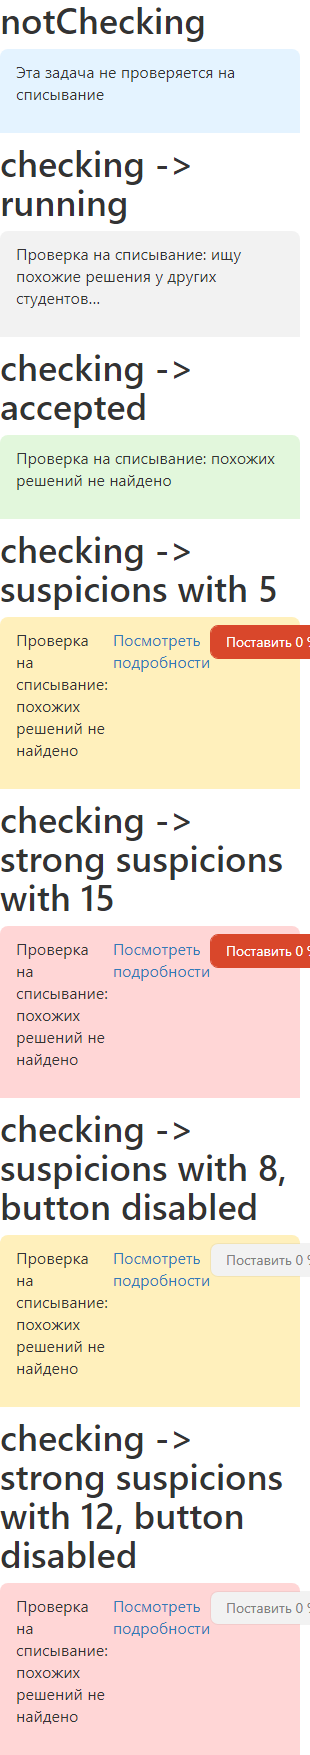 notChecking
Эта задача не проверяется на
списывание
checking ->
running
Проверка на списывание: ищу
похожие решения у других
студентов...
checking ->
accepted
Проверка на списывание: похожих
решений не найдено
checking ->
suspicions with 5
Проверка
на
списывание:
похожих
решений не
найдено
Посмотреть
подробности
Поставить 0 %
checking ->
strong suspicions
with 15
Проверка
на
списывание:
похожих
решений не
найдено
Посмотреть
подробности
Поставить 0 %
checking ->
suspicions with 8,
button disabled
Проверка
на
списывание:
похожих
решений не
найдено
Посмотреть
подробности
Поставить 0 %
checking ->
strong suspicions
with 12, button
disabled
Проверка
на
списывание:
похожих
решений не
найдено
Посмотреть
подробности
Поставить 0 %